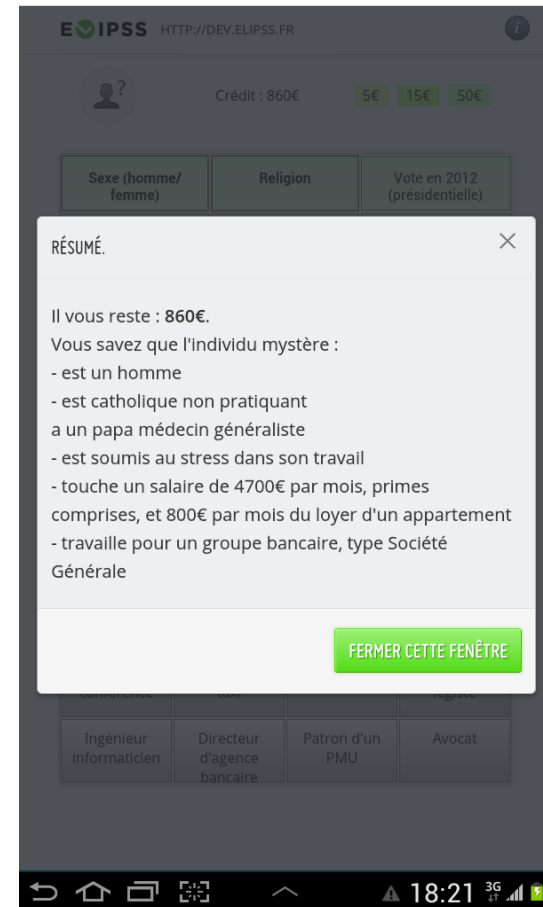 ELIPSS HTTP://DEV.ELIPSS.FR i
?
Crédit : 860€ 5€ 15€ 50€
Sexe (homme/ femme) Religion Vote en 2012 (présidentielle)
RÉSUMÉ.
Il vous reste : 860€.
Vous savez que l'individu mystère :
- est un homme
- est catholique non pratiquant
a un papa médecin généraliste
- est soumis au stress dans son travail
- touche un salaire de 4700€ par mois, primes
comprises, et 800€ par mois du loyer d'un appartement
- travaille pour un groupe bancaire, type Société
Générale
FERMER CETTE FENÊTRE
conférence taxi régiste
Ingénieur informaticien Directeur d'agence bancaire Patron d'un PMU Avocat
18:21 3G